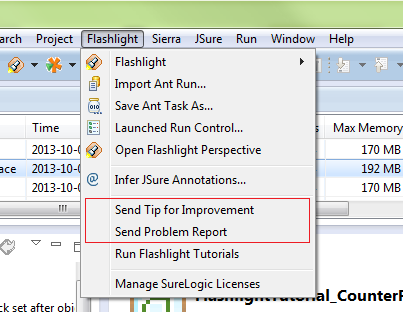 arch Project Flashlight Sierra JSure Run Window Help
Flashlight
Import Ant Run...
Save Ant Task As...
Launched Run Control...
Open Flashlight Perspective
Infer JSure Annotations...
Send Tip for Improvement
Send Problem Report
Run Flashlight Tutorials
Manage SureLogic Licenses
Time Max Memory
2013-10-0 170 MB
ace 2013-10-0 192 MB
2013-10-0 170 MB
ck set after obj
FlashlightTutorial_CounterR